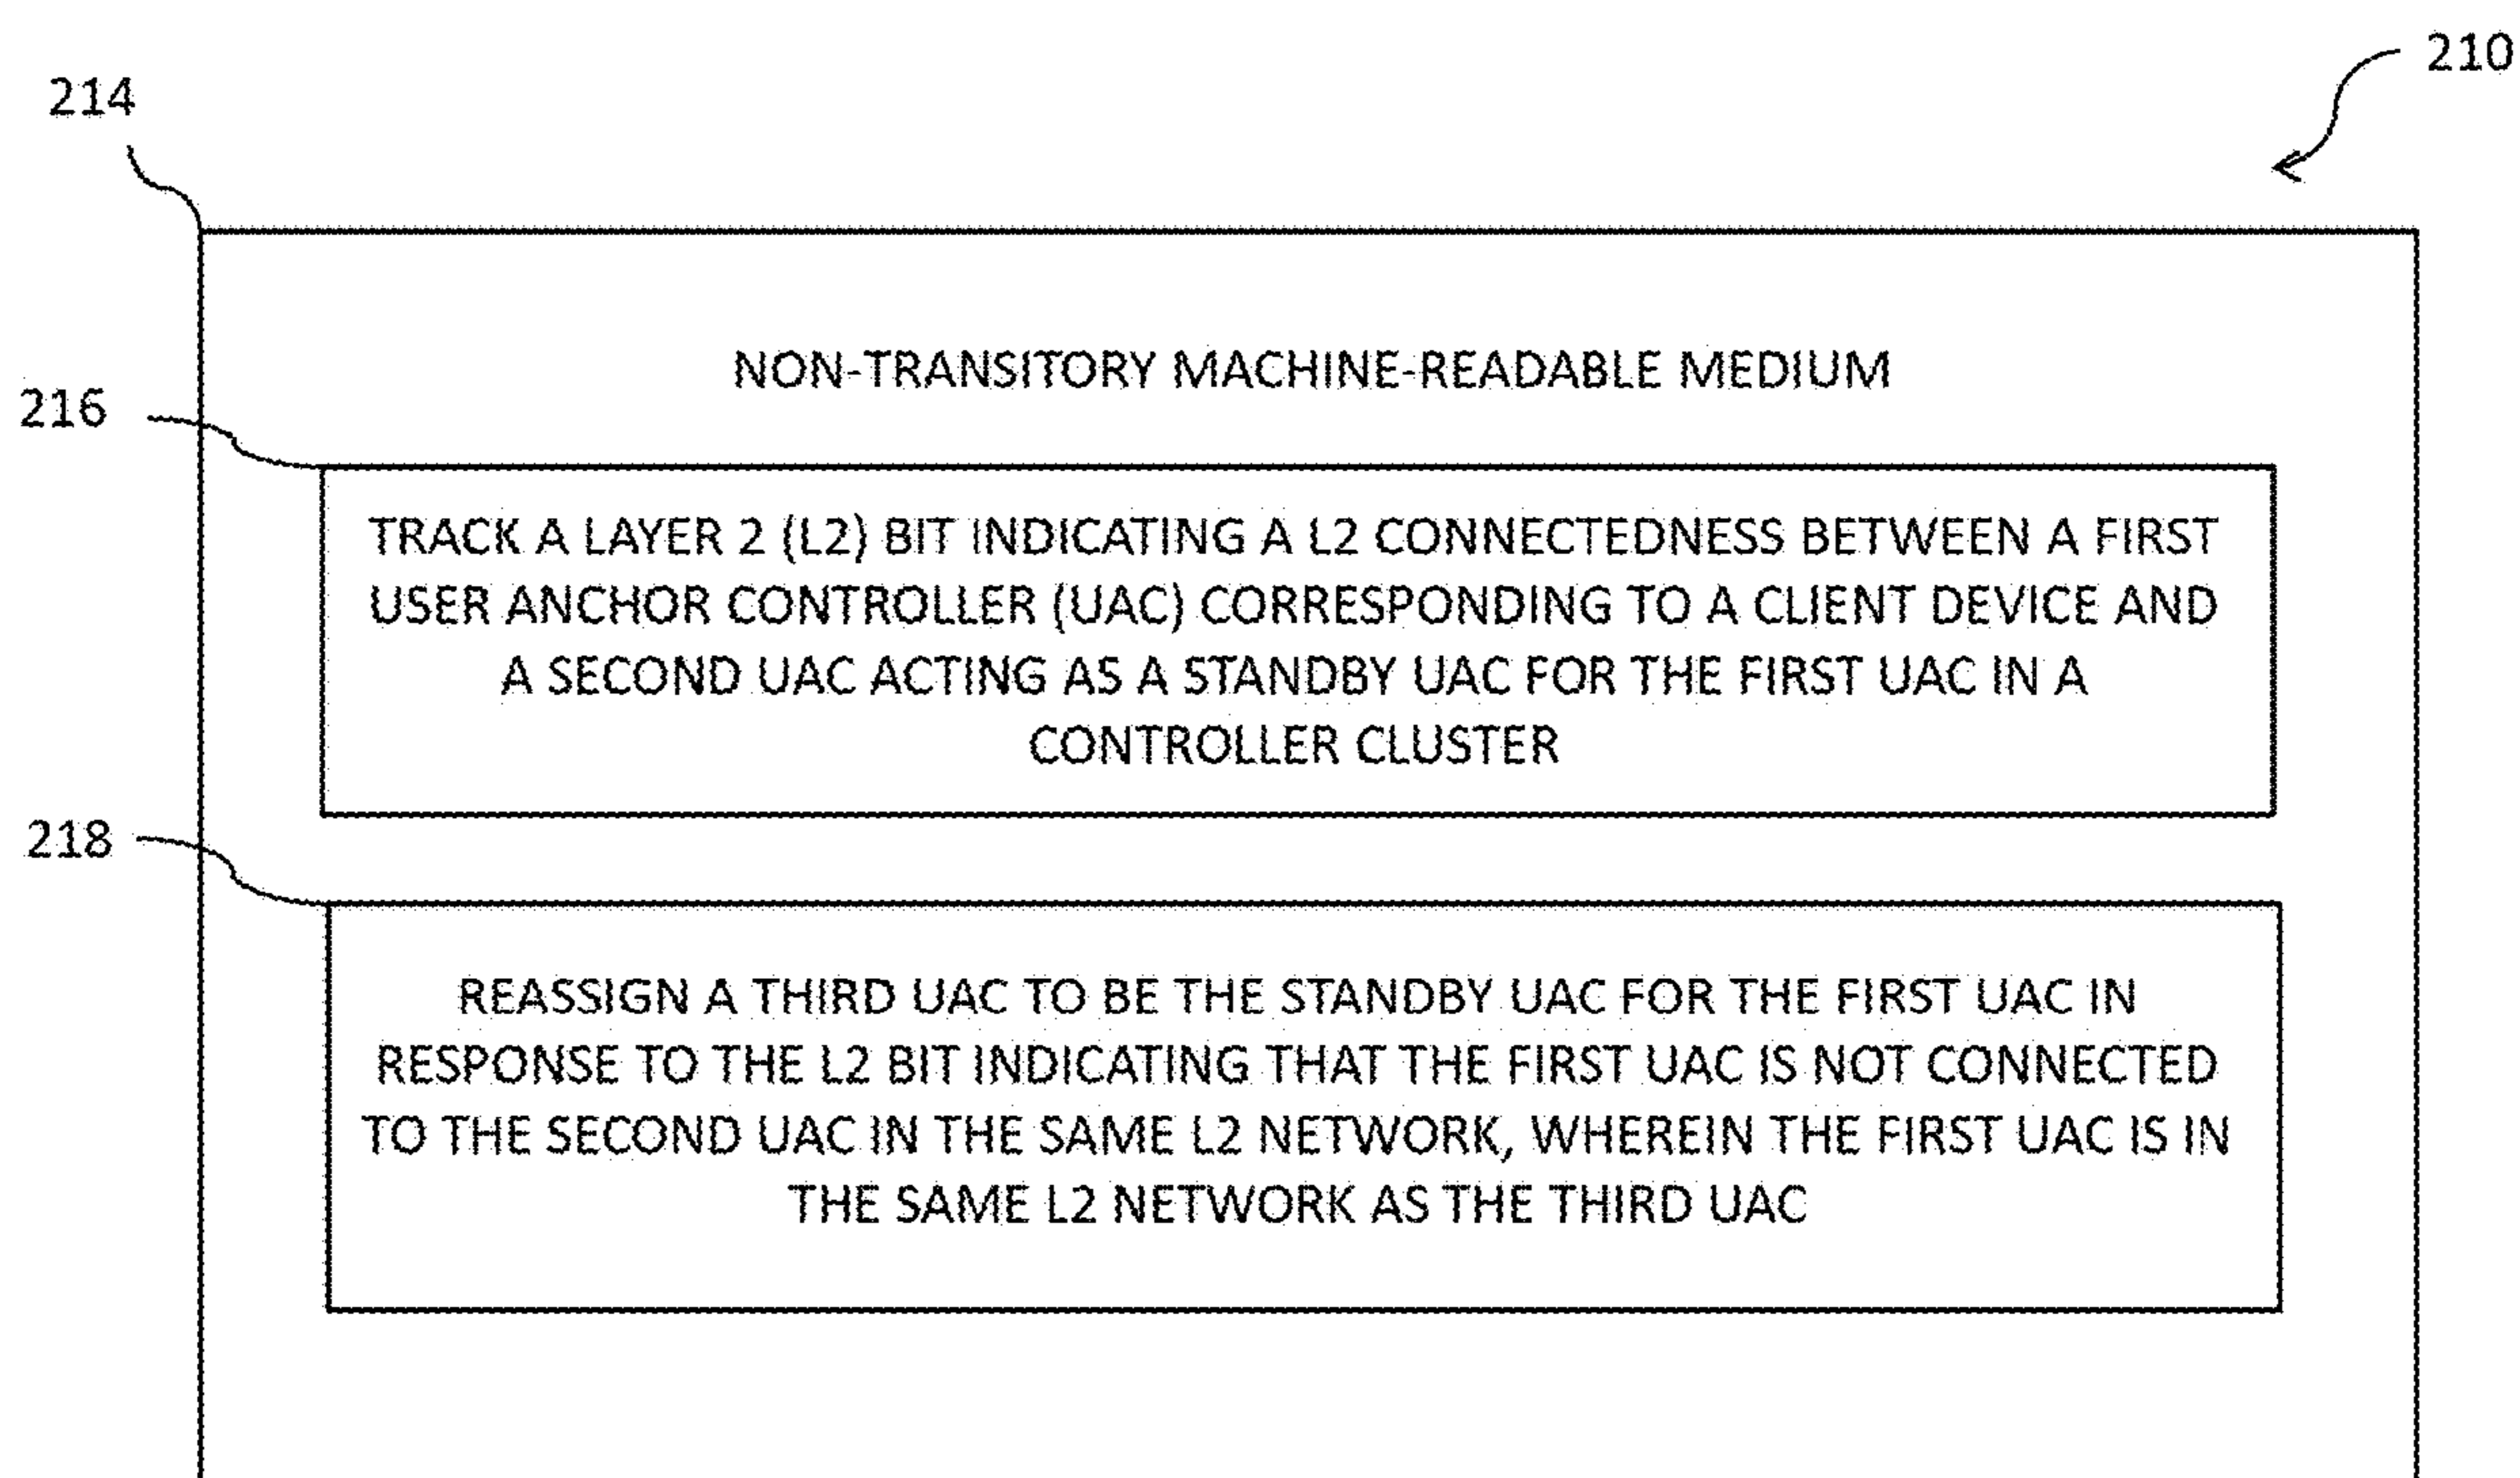 210
214
NON-TRANSITORY MACHINE-READABLE MEDIUM
216
TRACK A LAYER 2 (L2) BIT INDICATING A L2 CONNECTEDNESS BETWEEN A FIRST
USER ANCHOR CONTROLLER (UAC) CORRESPONDING TO A CLIENT DEVICE AND
A SECOND UAC ACTING AS A STANDBY UAC FOR THE FIRST UAC IN A
CONTROLLER CLUSTER
218
REASSIGN A THIRD UAC TO BE THE STANDBY UAC FOR THE FIRST UAC IN
RESPONSE TO THE L2 BIT INDICATING THAT THE FIRST UAC IS NOT CONNECTED
TO THE SECOND UAC IN THE SAME L2 NETWORK, WHEREIN THE FIRST UAC IS IN
THE SAME L2 NETWORK AS THE THIRD UAC